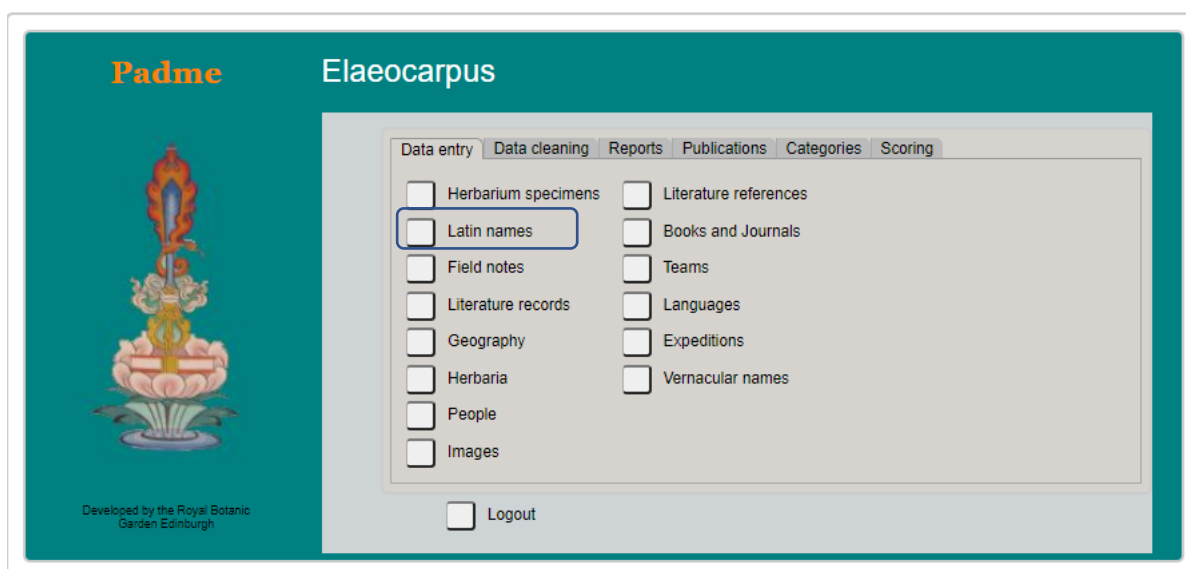 Padme
Elaeocarpus
Data entry Data cleaning Reports Publications Categories Scoring
Herbarium specimens Literature references
Latin names Books and Journals
Field notes Teams
Literature records Languages
Geography Expeditions
Herbaria Vernacular names
People
Images
Developed by the Royal Botanic
Garden Edinburgh
Logout